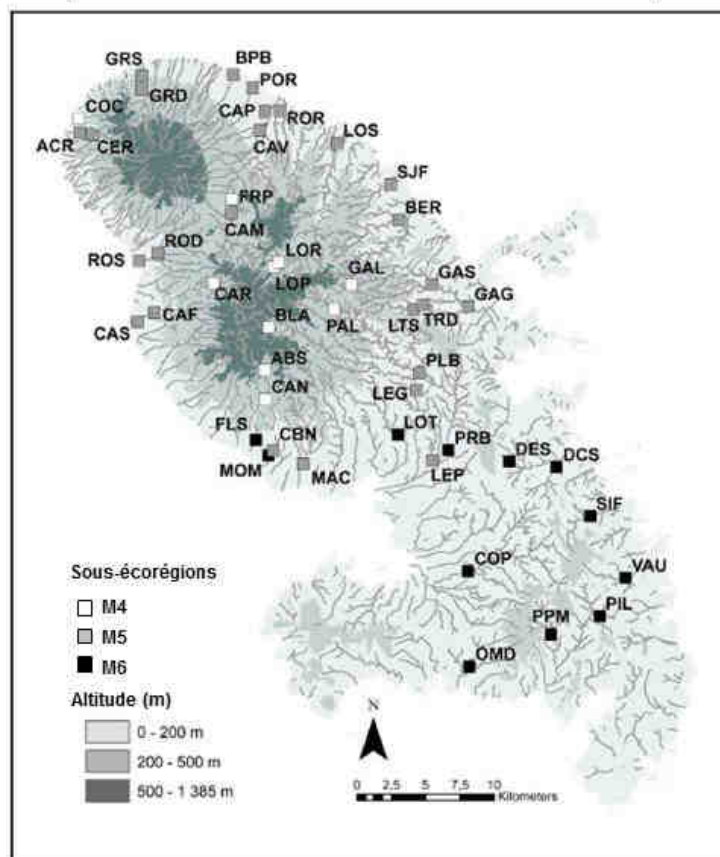 GRS
BPB
POR
GRD
COC
CAP
ROR
ACR
CER
CAV
LOS
SJF
FRP
BER
CAM
ROD
LOR
ROS
GAL
GAS
CAR
LOP
GAG
CAF
BLA
PAL
LTS
TRD
CAS
ABS
PLB
CAN
LEG
FLS
CBN
LOT
PRB
DES
DCS
MOM
MAC
LEP
SIF
COP
VAU
PPM
PIL
OMD
Sous-écorégions
M4
M5
M6
Altitude (m)
0 - 200 m
200 - 500 m
500 - 1 385 m
N
0 2,5 5 7,5 10
Kilometers